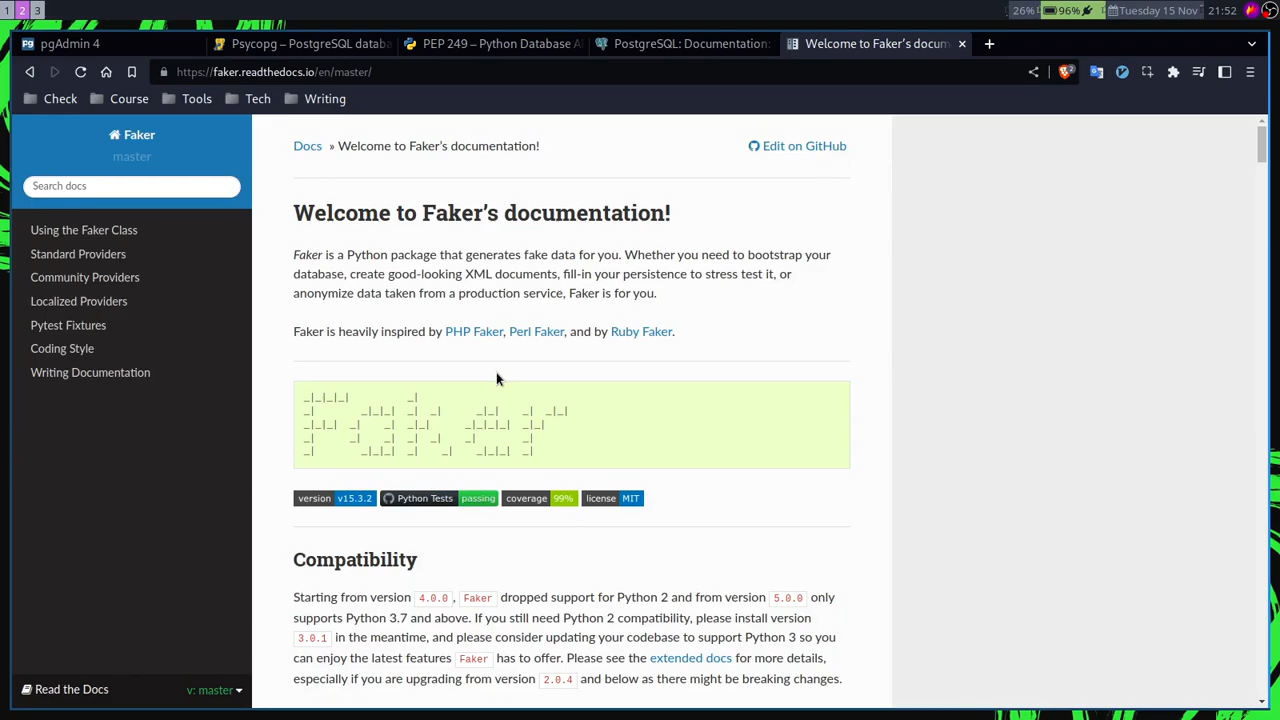 1 2 3
26% 96% Tuesday 15 Nov 21:52
pgAdmin 4
Psycopg – PostgreSQL datab
PEP 249 – Python Database A
PostgreSQL: Documentation:
Welcome to Faker's docum
https://faker.readthedocs.io/en/master/
2
Check Course Tools Tech Writing
Faker
master
Search docs
Using the Faker Class
Standard Providers
Community Providers
Localized Providers
Pytest Fixtures
Coding Style
Writing Documentation
Read the Docs
v: master
Docs » Welcome to Faker's documentation!
Edit on GitHub
Welcome to Faker's documentation!
Faker is a Python package that generates fake data for you. Whether you need to bootstrap your
database, create good-looking XML documents, fill-in your persistence to stress test it, or
anonymize data taken from a production service, Faker is for you.
Faker is heavily inspired by PHP Faker, Perl Faker, and by Ruby Faker.
Faker
version v15.3.2 Python Tests passing coverage 99% license MIT
Compatibility
Starting from version 4.0.0, Faker dropped support for Python 2 and from version 5.0.0 only
supports Python 3.7 and above. If you still need Python 2 compatibility, please install version
3.0.1 in the meantime, and please consider updating your codebase to support Python 3 so you
can enjoy the latest features Faker has to offer. Please see the extended docs for more details,
especially if you are upgrading from version 2.0.4 and below as there might be breaking changes.